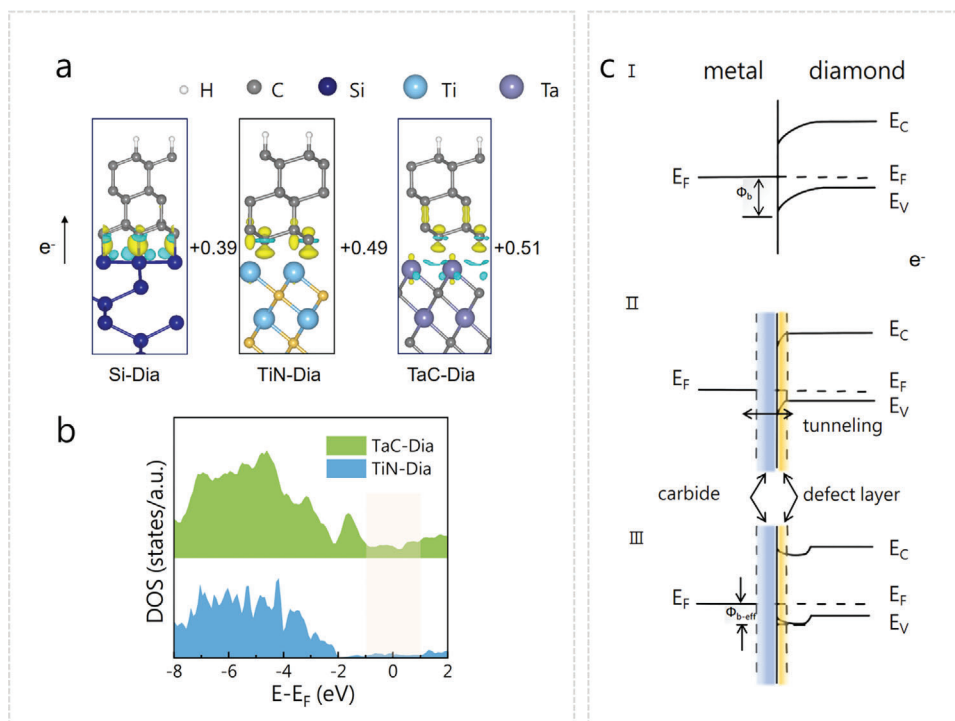 a
H C Si Ti Ta
e⁻
+0.39
+0.49
+0.51
Si-Dia
TiN-Dia
TaC-Dia
b
TaC-Dia
TiN-Dia
DOS (states/a.u.)
-8 -6 -4 -2 0 2
E-E_F (eV)
c
I
metal diamond
E_C
E_F
E_F
Φ_b
E_V
e⁻
II
E_C
E_F
E_F
E_V
tunneling
carbide
defect layer
III
E_C
E_F
E_F
Φ_b-eff
E_V